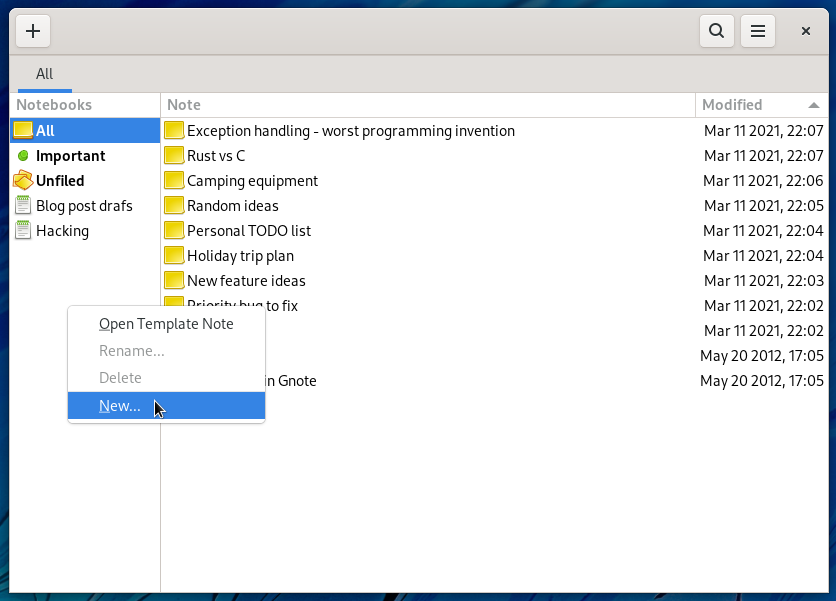 All
Notebooks Note Modified
All Exception handling - worst programming invention Mar 11 2021, 22:07
Important Rust vs C Mar 11 2021, 22:07
Unfiled Camping equipment Mar 11 2021, 22:06
Blog post drafs Random ideas Mar 11 2021, 22:05
Hacking Personal TODO list Mar 11 2021, 22:04
Holiday trip plan Mar 11 2021, 22:04
New feature ideas Mar 11 2021, 22:03
Priority bug to fix Mar 11 2021, 22:02
Open Template Note Mar 11 2021, 22:02
Rename... May 20 2012, 17:05
Delete in Gnote May 20 2012, 17:05
New...